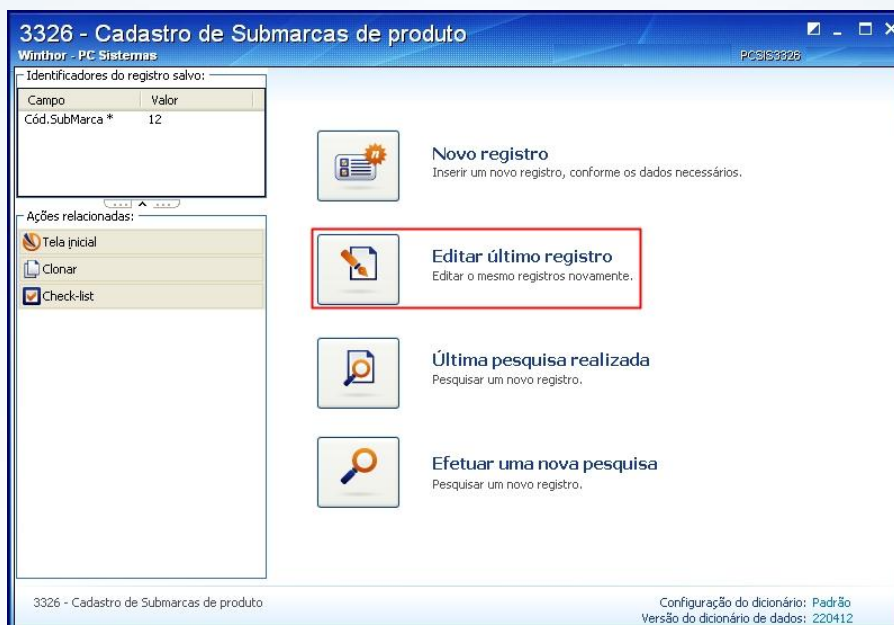 3326 - Cadastro de Submarcas de produto
Winthor - PC Sistemas
PCSIS3326
Identificadores do registro salvo:
Campo Valor
Cód.SubMarca * 12
Ações relacionadas:
Tela inicial
Clonar
Check-list
Novo registro
Inserir um novo registro, conforme os dados necessários.
Editar último registro
Editar o mesmo registros novamente.
Última pesquisa realizada
Pesquisar um novo registro.
Efetuar uma nova pesquisa
Pesquisar um novo registro.
3326 - Cadastro de Submarcas de produto
Configuração do dicionário: Padrão
Versão do dicionário de dados: 220412